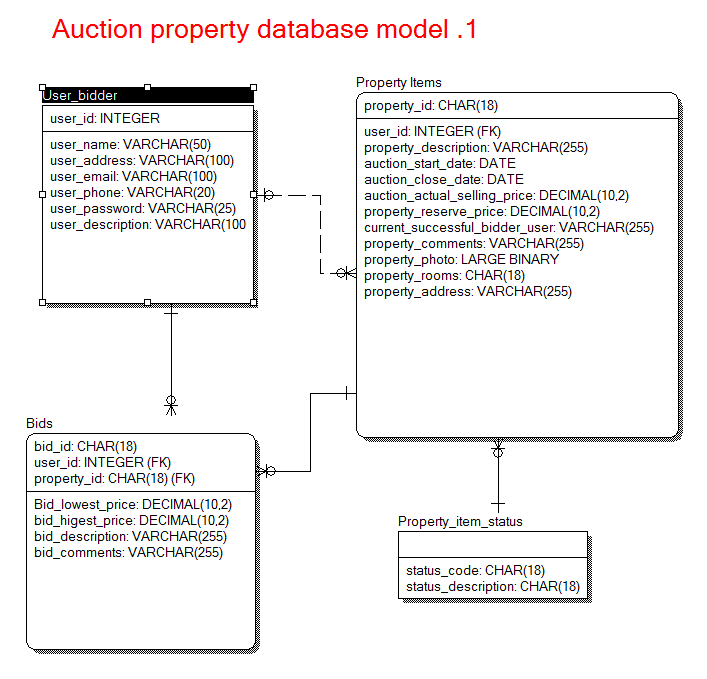 Auction property database model .1
User_bidder
user_id: INTEGER
user_name: VARCHAR(50)
user_address: VARCHAR(100)
user_email: VARCHAR(100)
user_phone: VARCHAR(20)
user_password: VARCHAR(25)
user_description: VARCHAR(100
Property Items
property_id: CHAR(18)
user_id: INTEGER (FK)
property_description: VARCHAR(255)
auction_start_date: DATE
auction_close_date: DATE
auction_actual_selling_price: DECIMAL(10,2)
property_reserve_price: DECIMAL(10,2)
current_successful_bidder_user: VARCHAR(255)
property_comments: VARCHAR(255)
property_photo: LARGE BINARY
property_rooms: CHAR(18)
property_address: VARCHAR(255)
Bids
bid_id: CHAR(18)
user_id: INTEGER (FK)
property_id: CHAR(18) (FK)
Bid_lowest_price: DECIMAL(10,2)
bid_higest_price: DECIMAL(10,2)
bid_description: VARCHAR(255)
bid_comments: VARCHAR(255)
Property_item_status
status_code: CHAR(18)
status_description: CHAR(18)